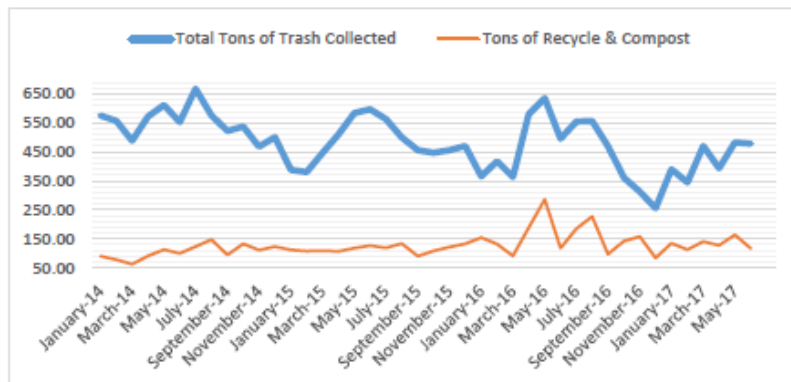 Total Tons of Trash Collected Tons of Recycle & Compost
650.00
550.00
450.00
350.00
250.00
150.00
50.00
January-14
March-14
May-14
July-14
September-14
November-14
January-15
March-15
May-15
July-15
September-15
November-15
January-16
March-16
May-16
July-16
September-16
November-16
January-17
March-17
May-17